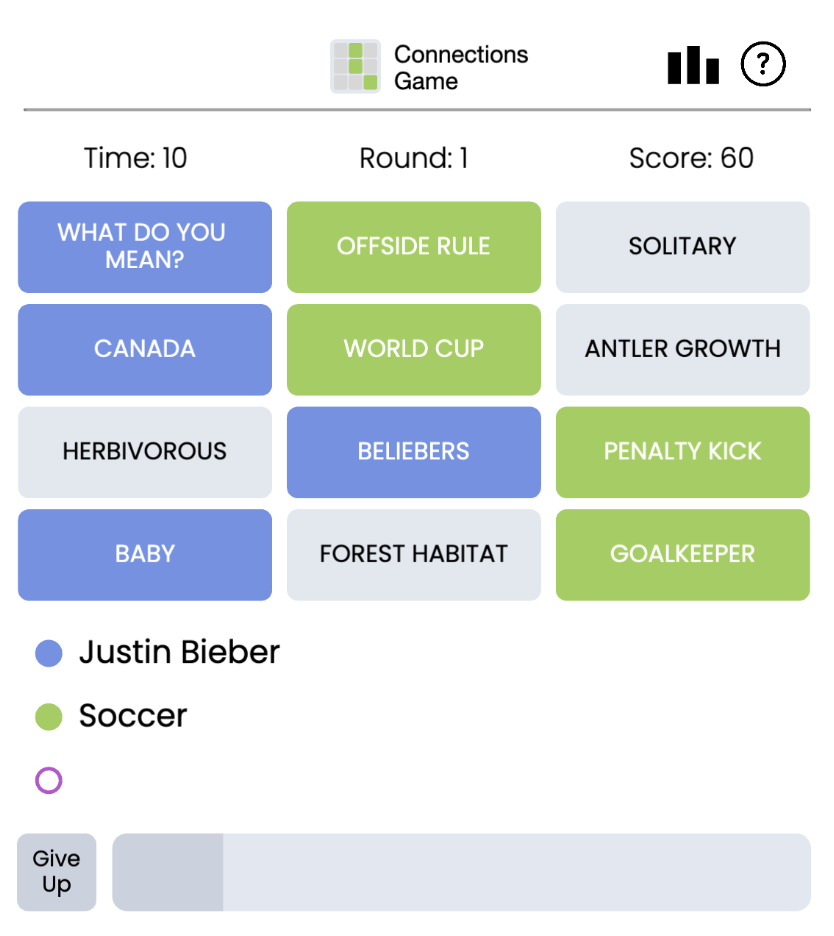 Connections
Game
?
Time: 10
Round: 1
Score: 60
WHAT DO YOU
MEAN?
OFFSIDE RULE
SOLITARY
CANADA
WORLD CUP
ANTLER GROWTH
HERBIVOROUS
BELIEBERS
PENALTY KICK
BABY
FOREST HABITAT
GOALKEEPER
Justin Bieber
Soccer
Give
Up